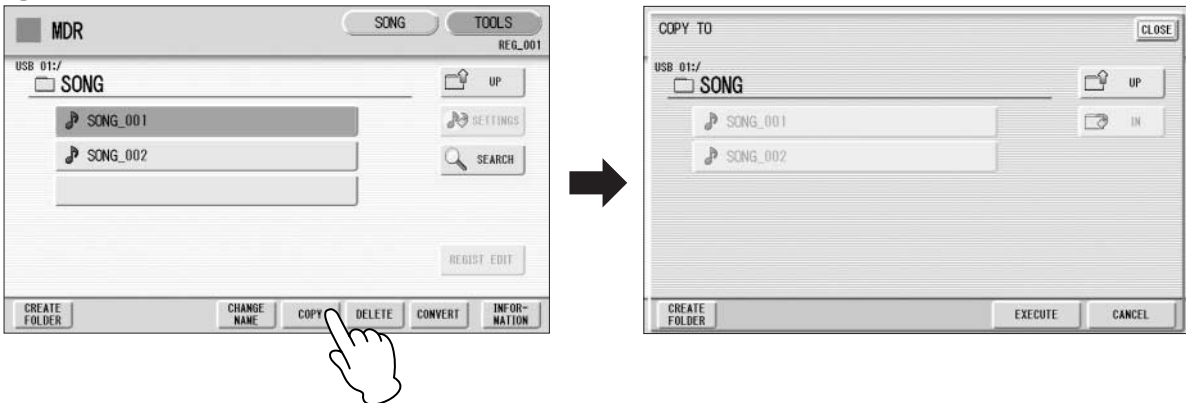 MDR
SONG
TOOLS
REG_001
USB 01:/
SONG
UP
SONG_001
SETTINGS
SONG_002
SEARCH
REGIST EDIT
CREATE
FOLDER
CHANGE
NAME
COPY
DELETE
CONVERT
INFOR-
MATION
COPY TO
CLOSE
USB 01:/
SONG
UP
SONG_001
IN
SONG_002
CREATE
FOLDER
EXECUTE
CANCEL